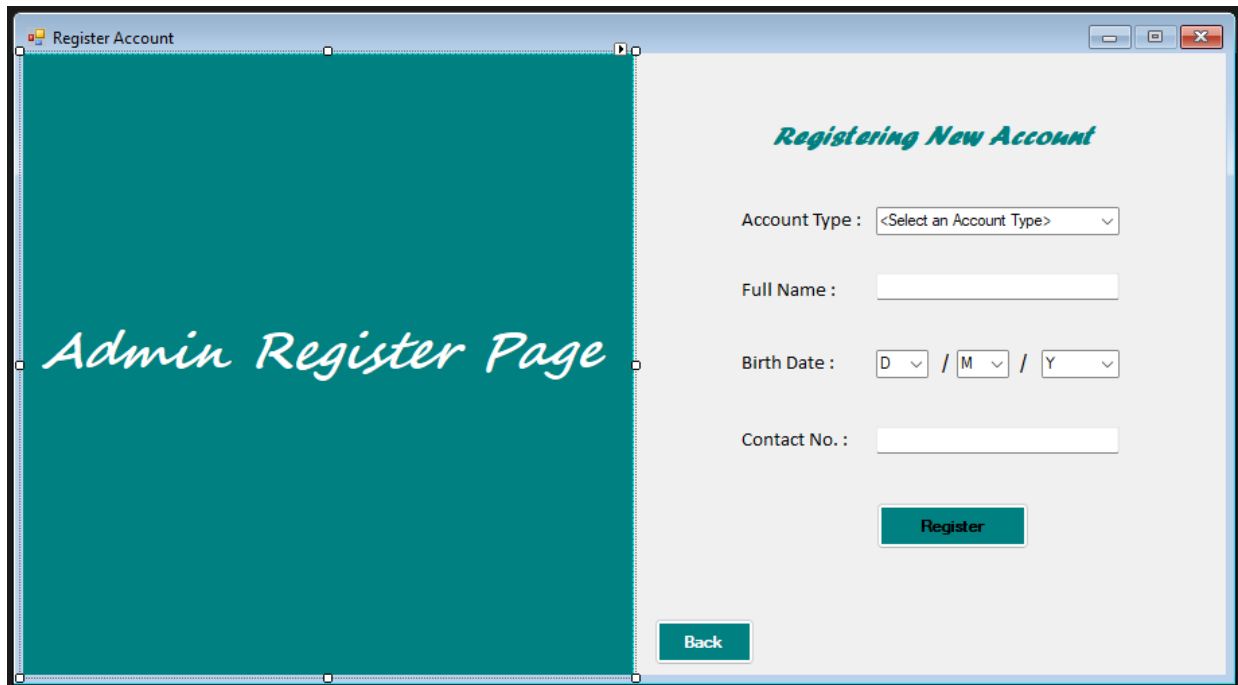 Register Account
Admin Register Page
Registering New Account
Account Type : <Select an Account Type>
Full Name :
Birth Date : D / M / Y
Contact No. :
Register
Back